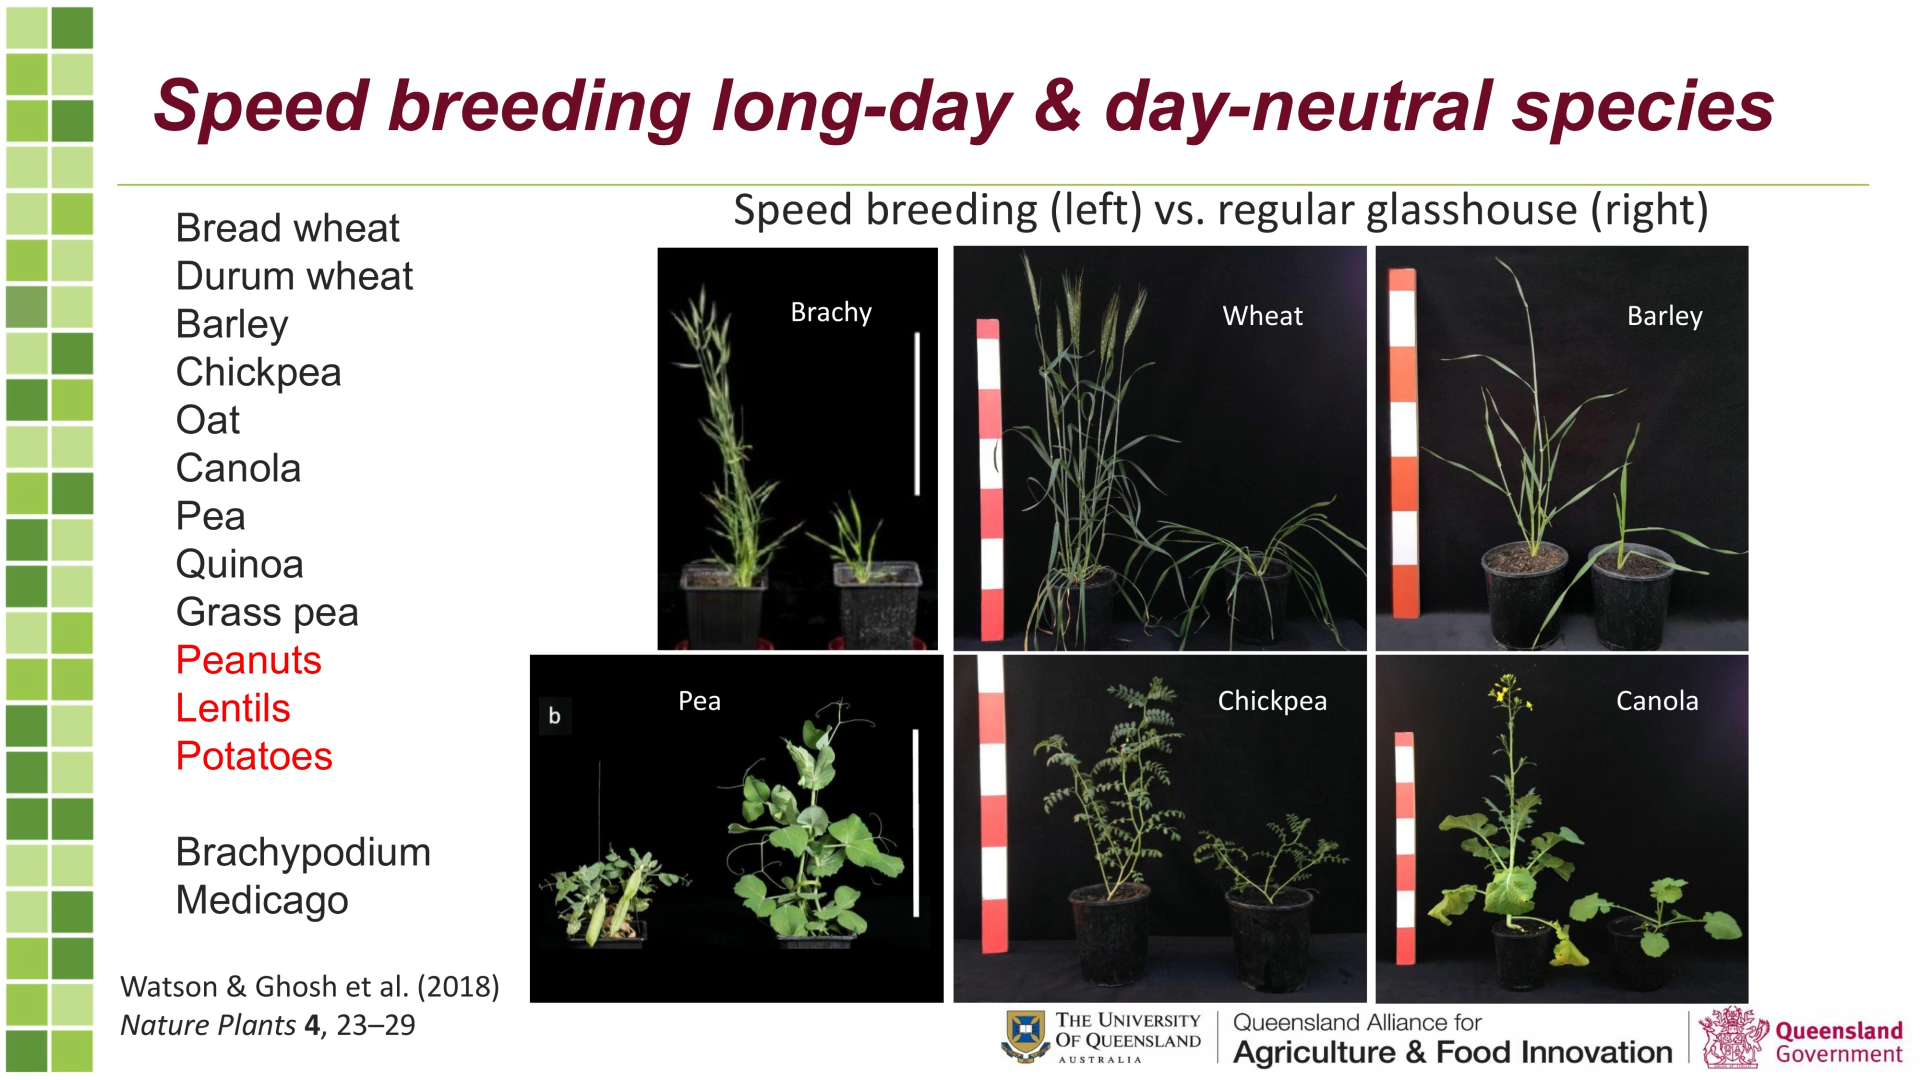 Speed breeding long-day & day-neutral species
Speed breeding (left) vs. regular glasshouse (right)
Bread wheat
Durum wheat
Barley
Chickpea
Oat
Canola
Pea
Quinoa
Grass pea
Peanuts
Lentils
Potatoes
Brachypodium
Medicago
Watson & Ghosh et al. (2018)
Nature Plants 4, 23–29
Brachy
Wheat
Barley
b
Pea
Chickpea
Canola
THE UNIVERSITY
OF QUEENSLAND
AUSTRALIA
Queensland Alliance for
Agriculture & Food Innovation
Queensland
Government